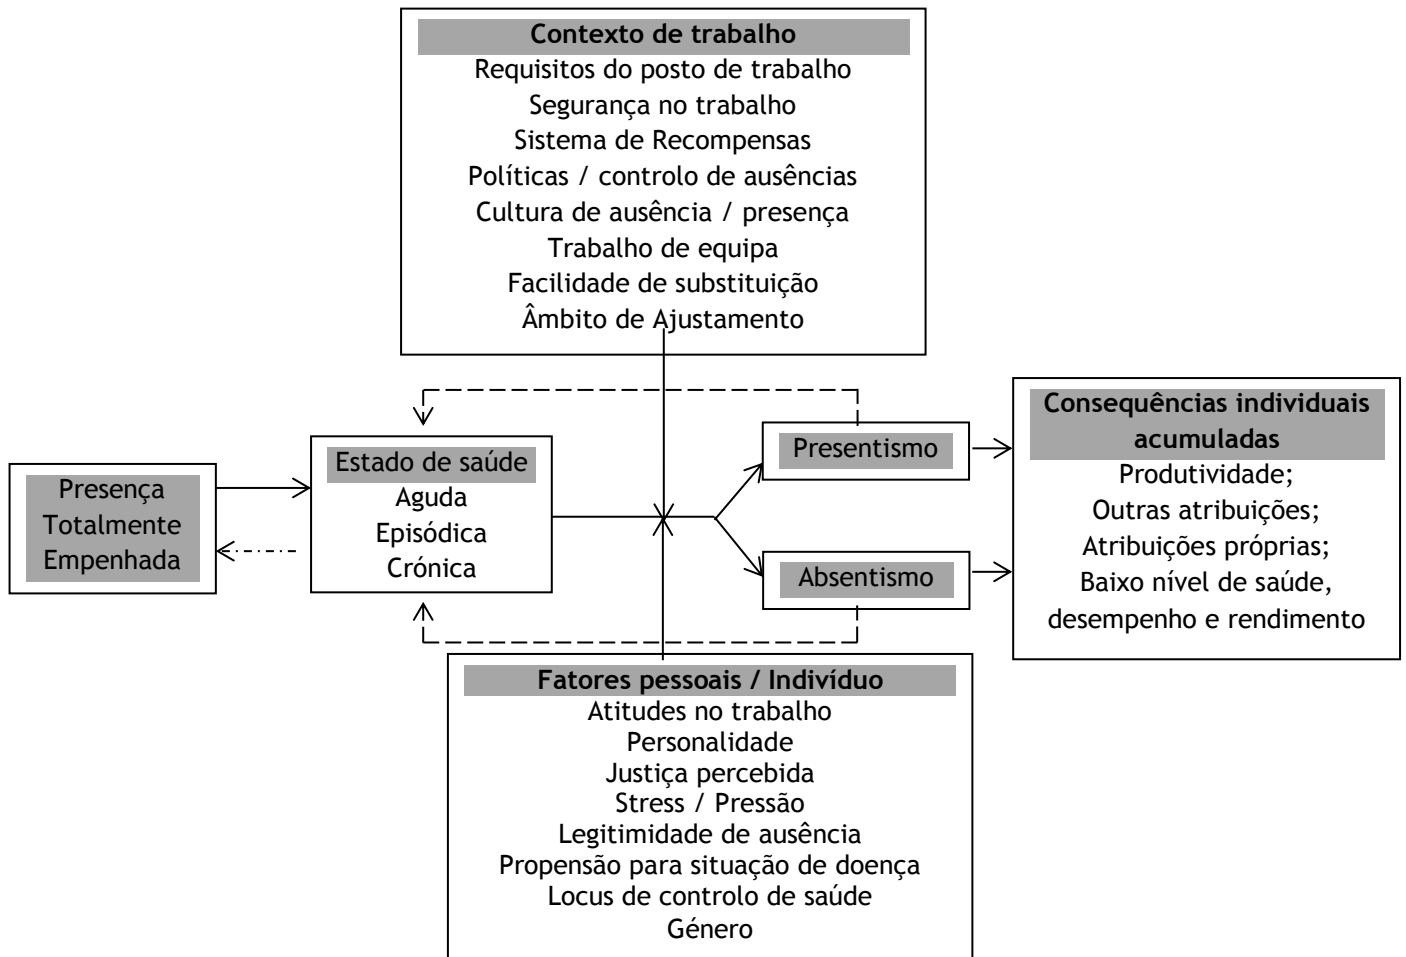 Contexto de trabalho
Requisitos do posto de trabalho
Segurança no trabalho
Sistema de Recompensas
Políticas / controlo de ausências
Cultura de ausência / presença
Trabalho de equipa
Facilidade de substituição
Âmbito de Ajustamento
Presença
Totalmente
Empenhada
Estado de saúde
Aguda
Episódica
Crónica
Presentismo
Absentismo
Consequências individuais
acumuladas
Produtividade;
Outras atribuições;
Atribuições próprias;
Baixo nível de saúde,
desempenho e rendimento
Fatores pessoais / Indivíduo
Atitudes no trabalho
Personalidade
Justiça percebida
Stress / Pressão
Legitimidade de ausência
Propensão para situação de doença
Locus de controlo de saúde
Género